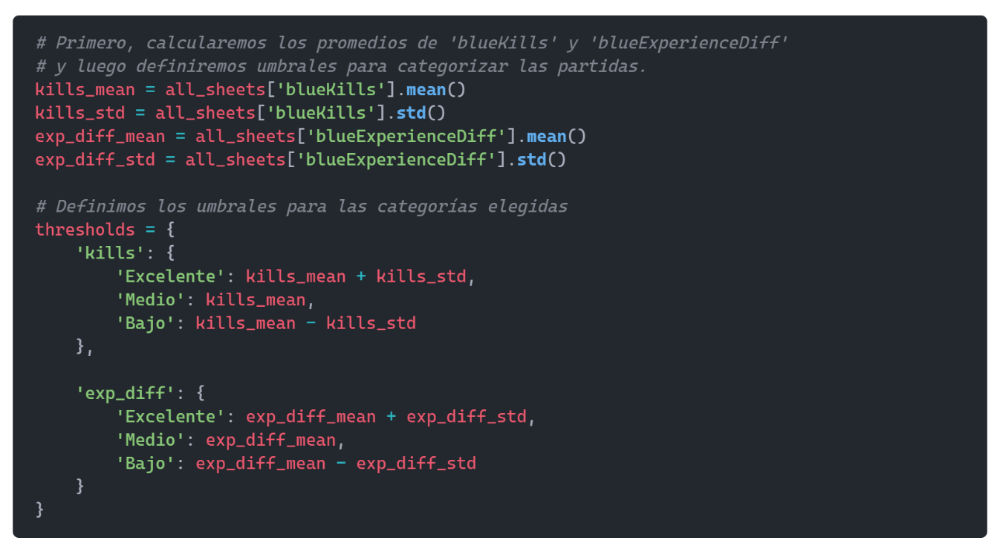 # Primero, calcularemos los promedios de 'blueKills' y 'blueExperienceDiff'
# y luego definiremos umbrales para categorizar las partidas.
kills_mean = all_sheets['blueKills'].mean()
kills_std = all_sheets['blueKills'].std()
exp_diff_mean = all_sheets['blueExperienceDiff'].mean()
exp_diff_std = all_sheets['blueExperienceDiff'].std()

# Definimos los umbrales para las categorías elegidas
thresholds = {
    'kills': {
        'Excelente': kills_mean + kills_std,
        'Medio': kills_mean,
        'Bajo': kills_mean - kills_std
    },

    'exp_diff': {
        'Excelente': exp_diff_mean + exp_diff_std,
        'Medio': exp_diff_mean,
        'Bajo': exp_diff_mean - exp_diff_std
    }
}